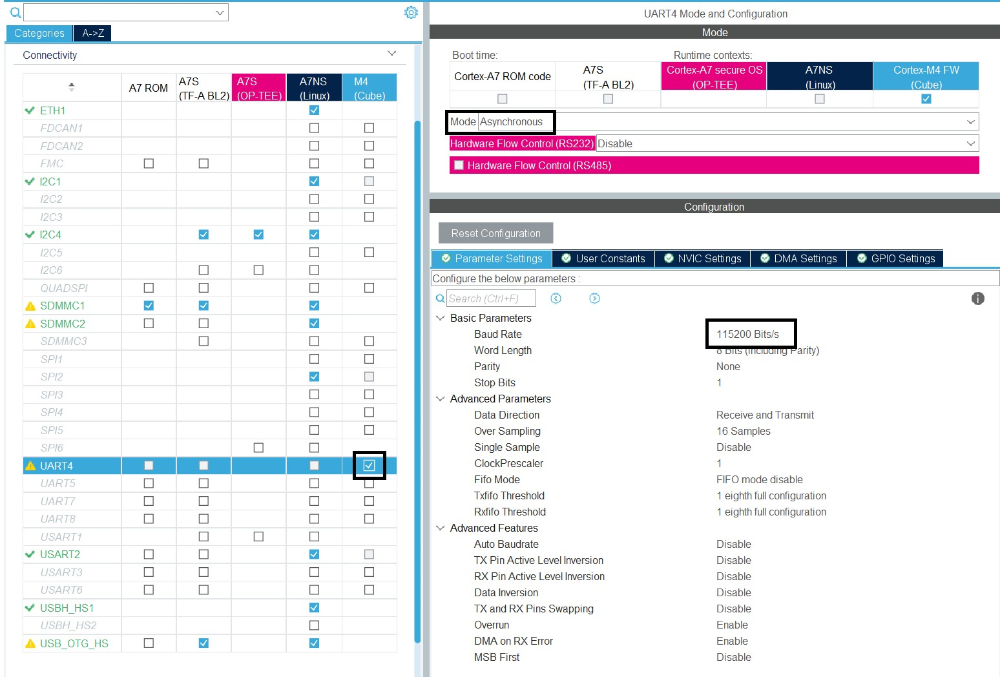 Categories
A->Z
Connectivity
A7 ROM
A7S
(TF-A BL2)
A7S
(OP-TEE)
A7NS
(Linux)
M4
(Cube)
ETH1
FDCAN1
FDCAN2
FMC
I2C1
I2C2
I2C3
I2C4
I2C5
I2C6
QUADSPI
SDMMC1
SDMMC2
SDMMC3
SPI1
SPI2
SPI3
SPI4
SPI5
SPI6
UART4
UART5
UART7
UART8
USART1
USART2
USART3
USART6
USBH_HS1
USBH_HS2
USB_OTG_HS
UART4 Mode and Configuration
Mode
Boot time:
Runtime contexts:
Cortex-A7 ROM code
A7S
(TF-A BL2)
Cortex-A7 secure OS
(OP-TEE)
A7NS
(Linux)
Cortex-M4 FW
(Cube)
Mode Asynchronous
Hardware Flow Control (RS232) Disable
Hardware Flow Control (RS485)
Configuration
Reset Configuration
Parameter Settings
User Constants
NVIC Settings
DMA Settings
GPIO Settings
Configure the below parameters :
Search (Ctrl+F)
Basic Parameters
Baud Rate 115200 Bits/s
Word Length 8 Bits (including Parity)
Parity None
Stop Bits 1
Advanced Parameters
Data Direction Receive and Transmit
Over Sampling 16 Samples
Single Sample Disable
ClockPrescaler 1
Fifo Mode FIFO mode disable
Txfifo Threshold 1 eighth full configuration
Rxfifo Threshold 1 eighth full configuration
Advanced Features
Auto Baudrate Disable
TX Pin Active Level Inversion Disable
RX Pin Active Level Inversion Disable
Data Inversion Disable
TX and RX Pins Swapping Disable
Overrun Enable
DMA on RX Error Enable
MSB First Disable